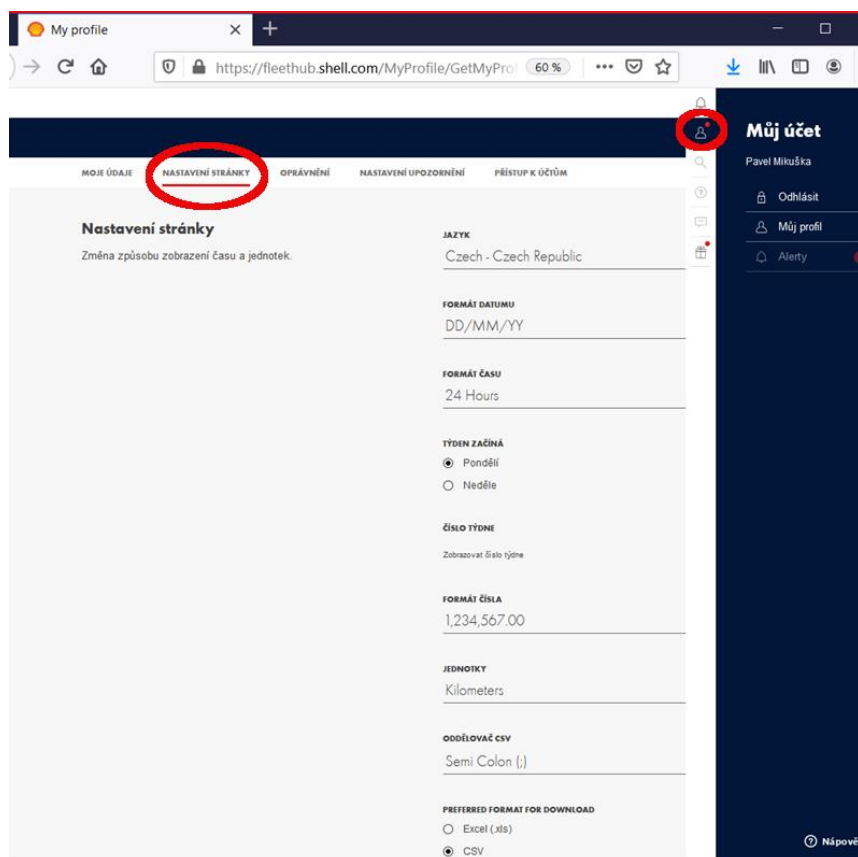 My profile
https://fleethub.shell.com/MyProfile/GetMyPro 60 %
Můj účet
Pavel Mikuška
Odhlásit
Můj profil
Alerty
MOJE ÚDAJE NASTAVENÍ STRÁNKY OPRÁVNĚNÍ NASTAVENÍ UPOZORNĚNÍ PŘÍSTUP K ÚČTŮM
Nastavení stránky
Změna způsobu zobrazení času a jednotek.
JAZYK
Czech - Czech Republic
FORMÁT DATUMU
DD/MM/YY
FORMÁT ČASU
24 Hours
TÝDEN ZAČÍNÁ
Pondělí
Neděle
ČÍSLO TÝDNE
Zobrazovat číslo týdne
FORMÁT ČÍSLA
1,234,567.00
JEDNOTKY
Kilometers
ODDĚLOVAČ CSV
Semi Colon (;)
PREFERRED FORMAT FOR DOWNLOAD
Excel (.xls)
CSV
Nápově